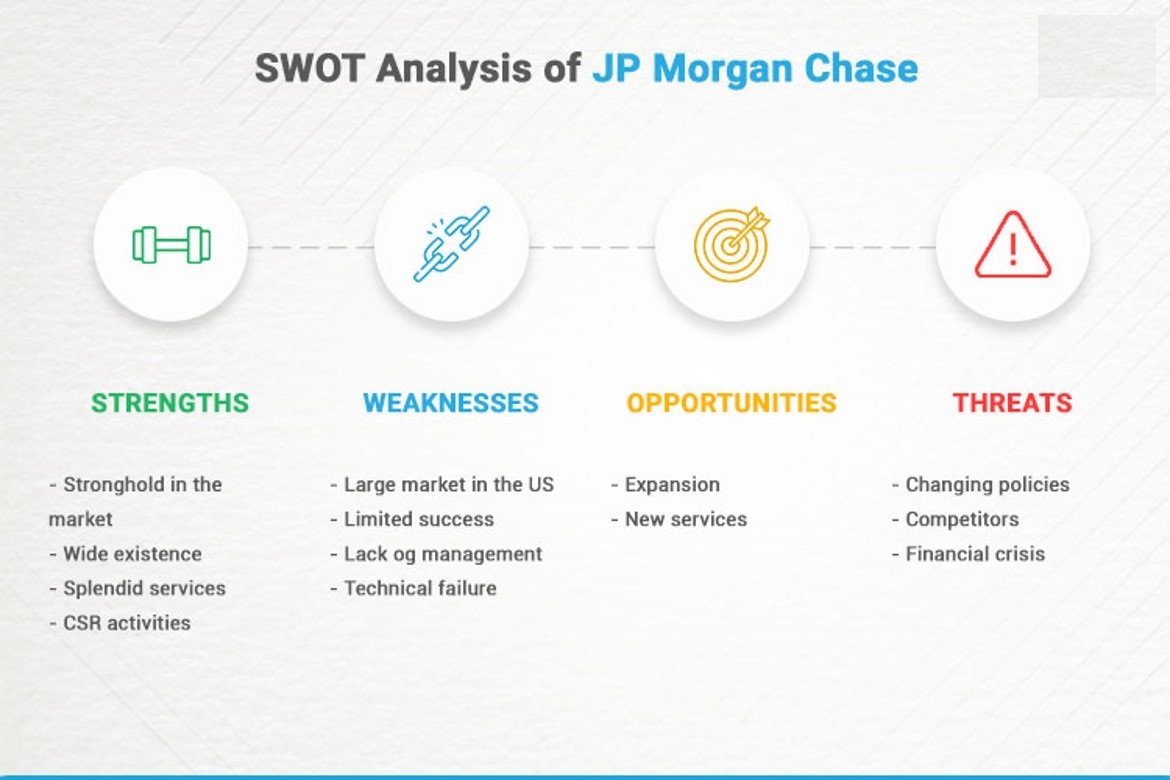 SWOT Analysis of JP Morgan Chase
STRENGTHS
- Stronghold in the
market
- Wide existence
- Splendid services
- CSR activities
WEAKNESSES
- Large market in the US
- Limited success
- Lack og management
- Technical failure
OPPORTUNITIES
- Expansion
- New services
THREATS
- Changing policies
- Competitors
- Financial crisis